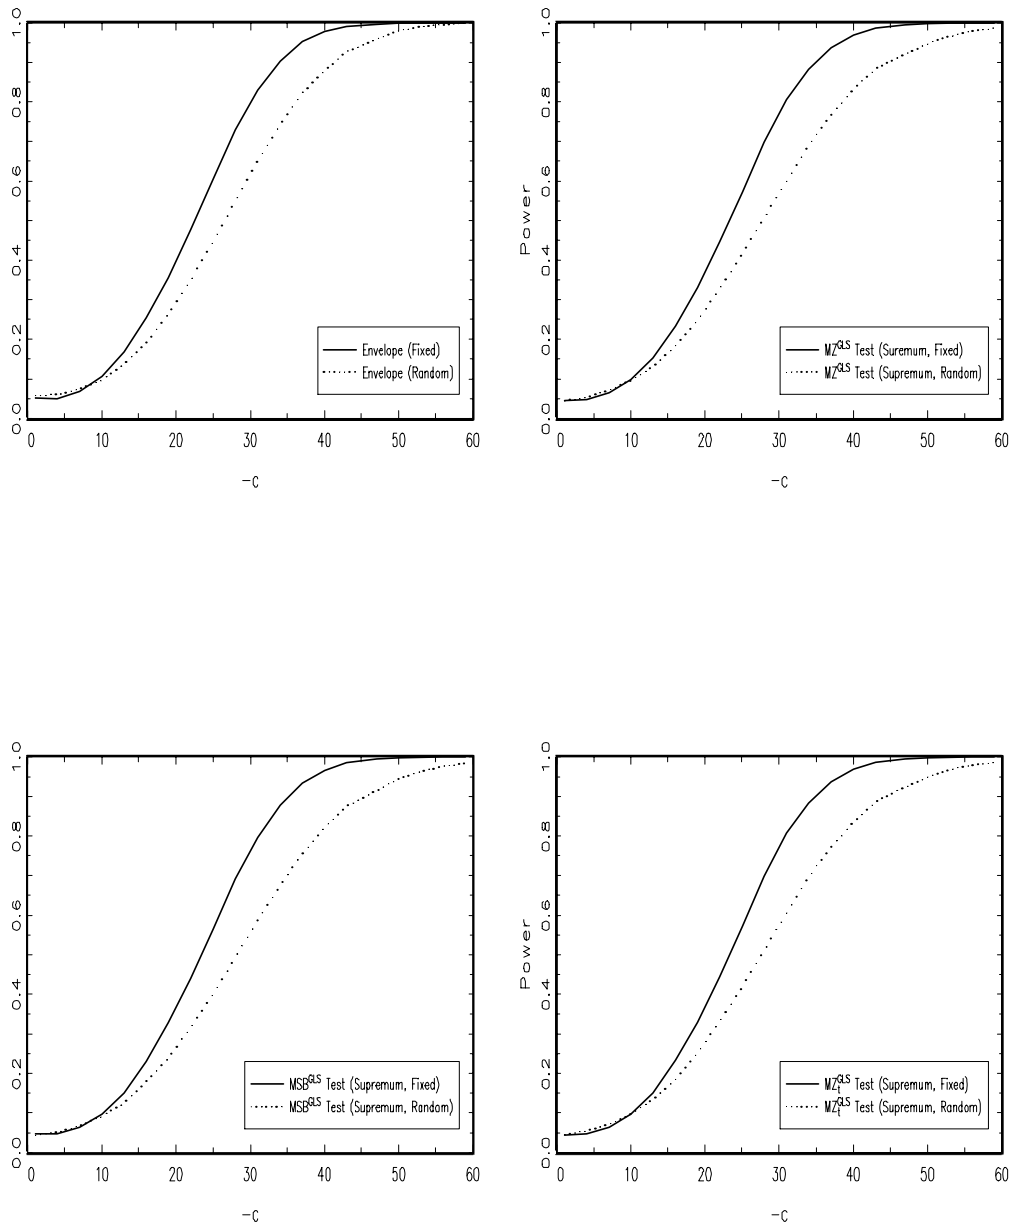 1.0
0.8
0.6
0.4
0.2
0.0
Envelope (Fixed)
Envelope (Random)
0 10 20 30 40 50 60
-c
Power
1.0
0.8
0.6
0.4
0.2
0.0
MZ^GLS Test (Suremum, Fixed)
MZ^GLS Test (Supremum, Random)
0 10 20 30 40 50 60
-c
1.0
0.8
0.6
0.4
0.2
0.0
MSB^GLS Test (Supremum, Fixed)
MSB^GLS Test (Supremum, Random)
0 10 20 30 40 50 60
-c
Power
1.0
0.8
0.6
0.4
0.2
0.0
MZ_t^GLS Test (Supremum, Fixed)
MZ_t^GLS Test (Supremum, Random)
0 10 20 30 40 50 60
-c